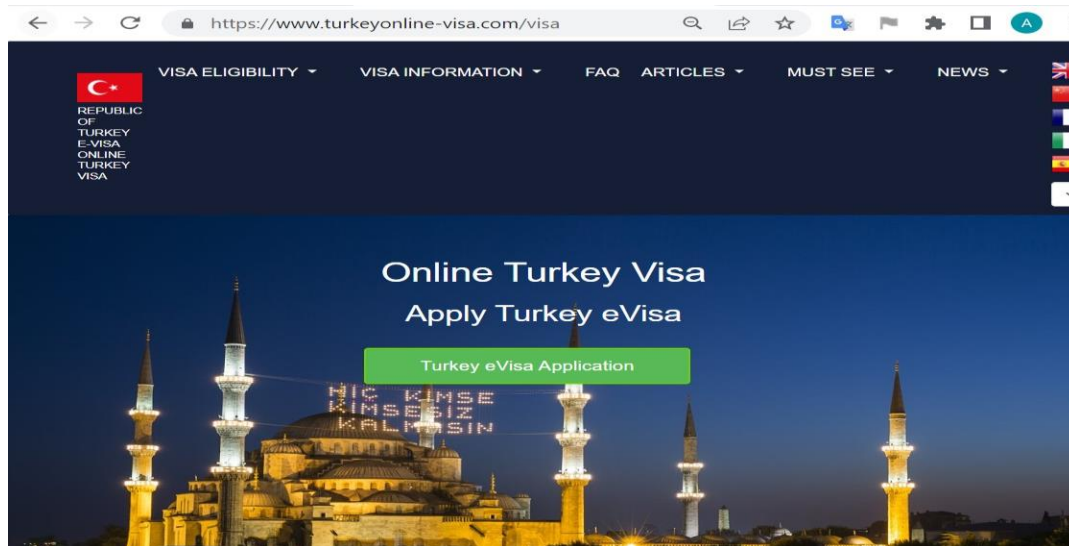 https://www.turkeyonline-visa.com/visa
A
VISA ELIGIBILITY
VISA INFORMATION
FAQ
ARTICLES
MUST SEE
NEWS
REPUBLIC
OF
TURKEY
E-VISA
ONLINE
TURKEY
VISA
Online Turkey Visa
Apply Turkey eVisa
Turkey eVisa Application
HİÇ KİMSE
KİMSESİZ
KALMASIN